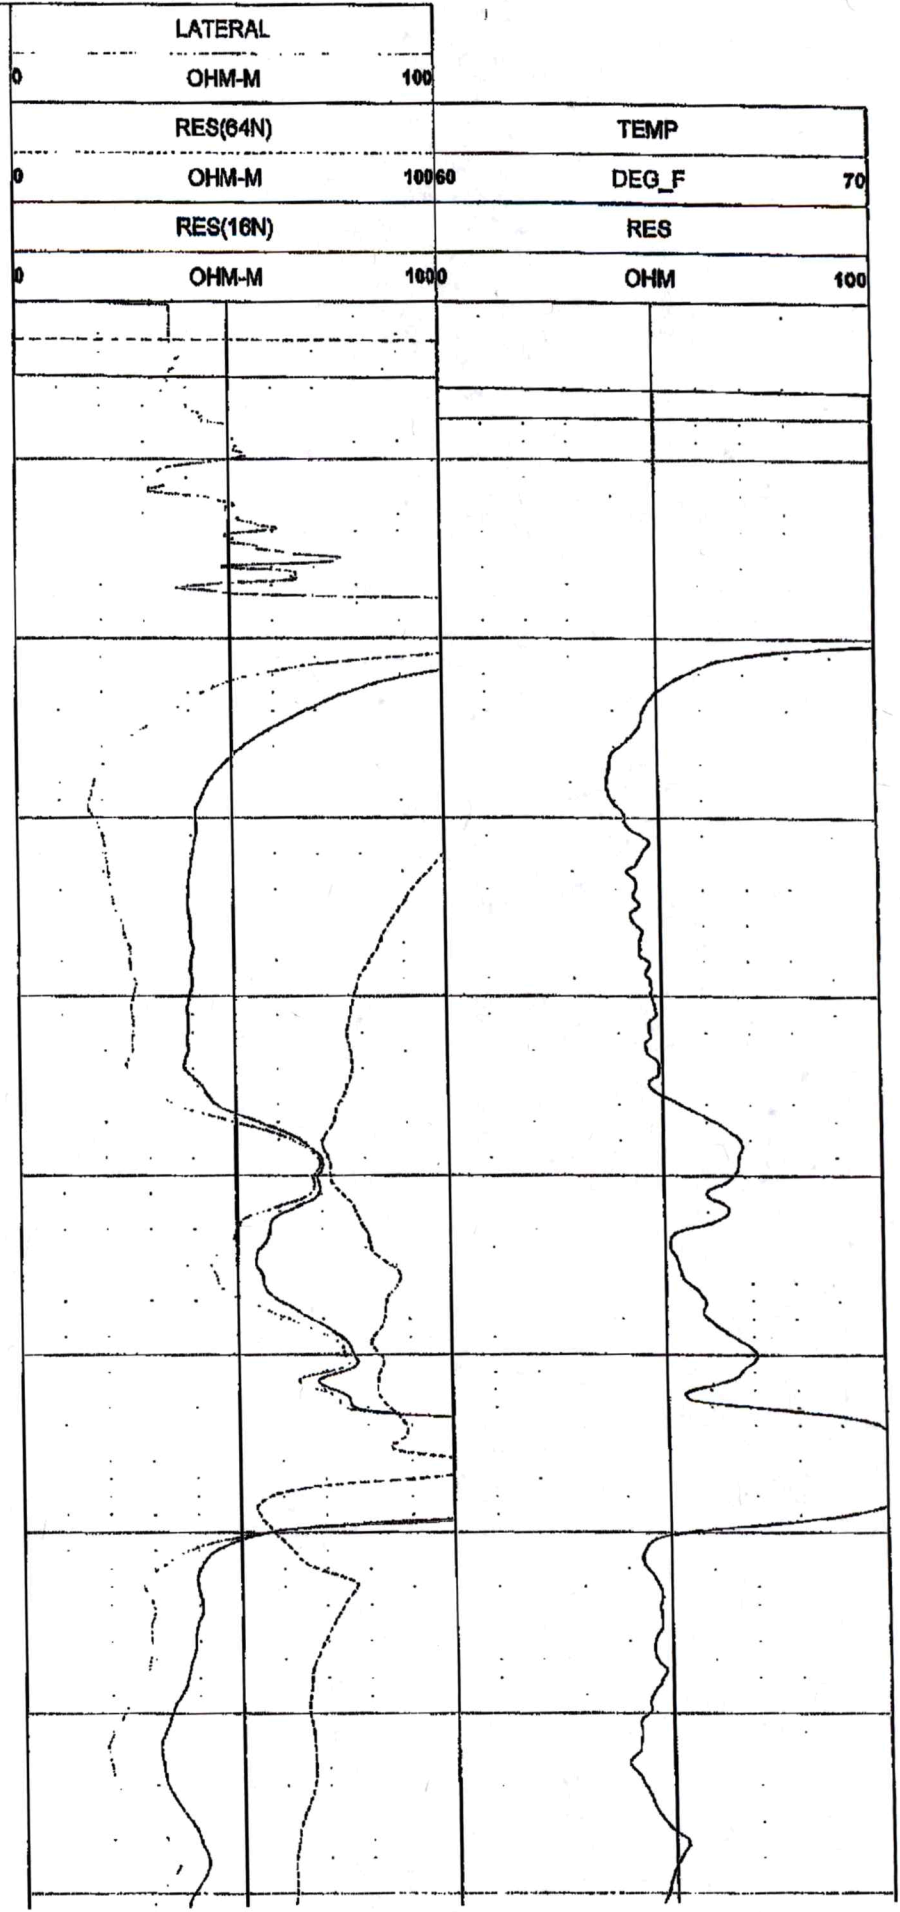 LATERAL
0 OHM-M 100
RES(64N) TEMP
0 OHM-M 10060 DEG_F 70
RES(16N) RES
0 OHM-M 1000 OHM 100